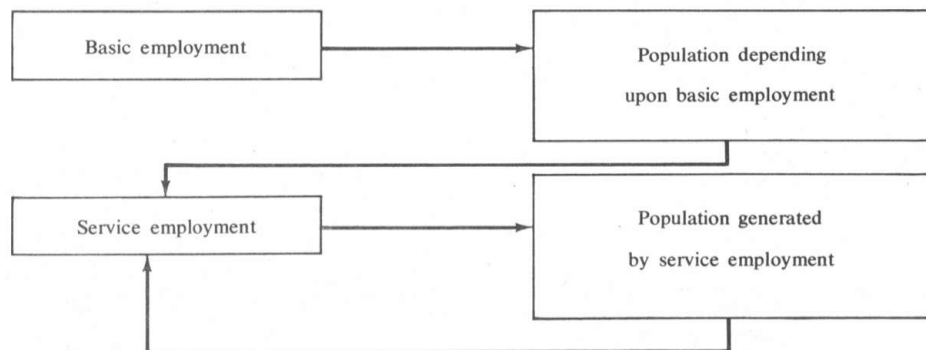 Basic employment
Population depending
upon basic employment
Service employment
Population generated
by service employment